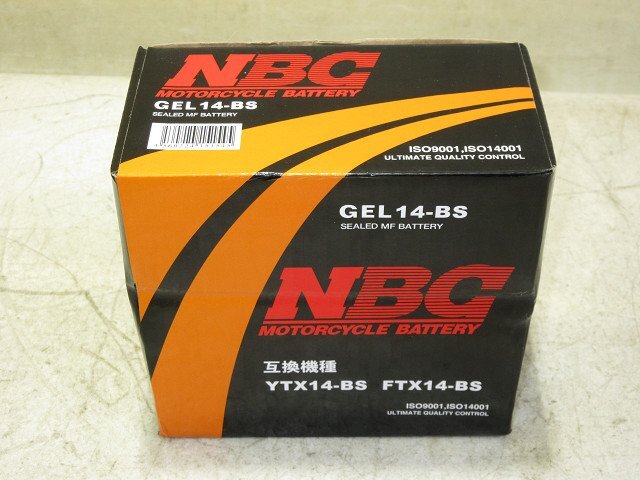 NBC
MOTORCYCLE BATTERY
GEL14-BS
SEALED MF BATTERY
ISO9001,ISO14001
ULTIMATE QUALITY CONTROL
GEL14-BS
SEALED MF BATTERY
NBC
MOTORCYCLE BATTERY
互換機種
YTX14-BS FTX14-BS
ISO9001,ISO14001
ULTIMATE QUALITY CONTROL